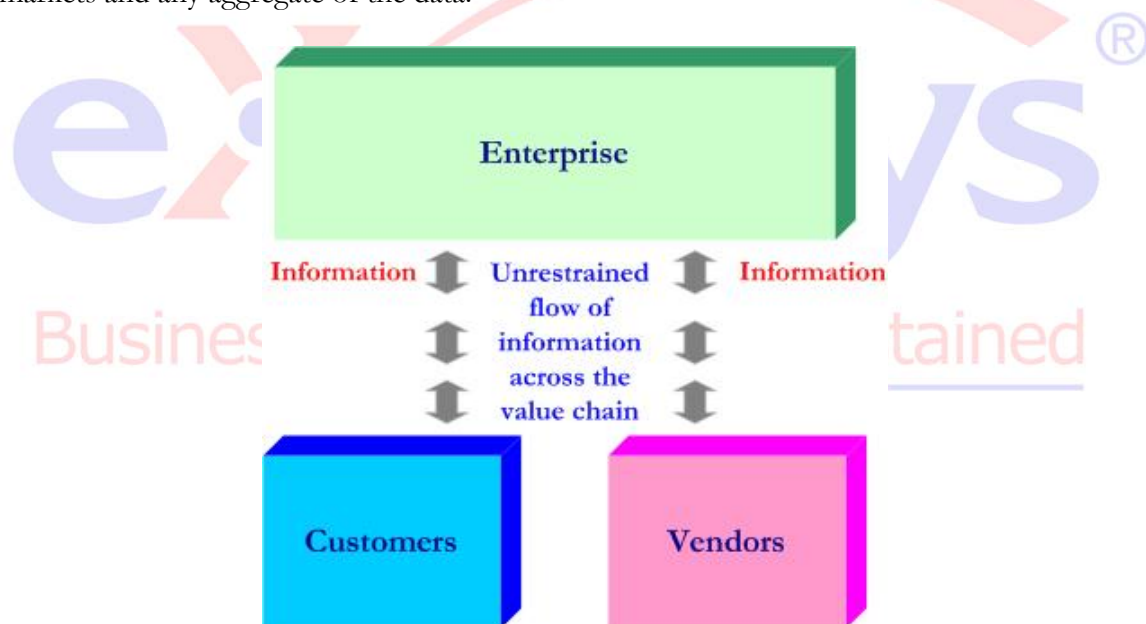 markets and any aggregate of the data.
®
Enterprise
Information
Unrestrained
flow of
information
across the
value chain
Information
Customers
Vendors